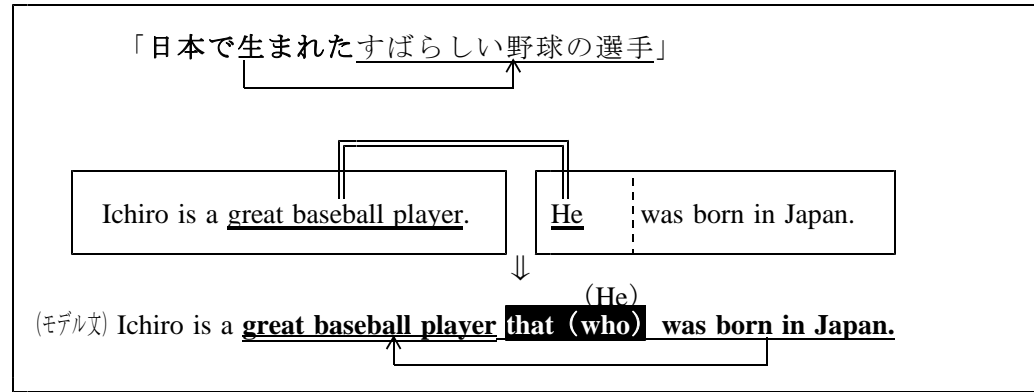 「日本で生まれたすばらしい野球の選手」
Ichiro is a great baseball player. He was born in Japan.
⇓
（He）
(モデル文) Ichiro is a great baseball player that（who） was born in Japan.